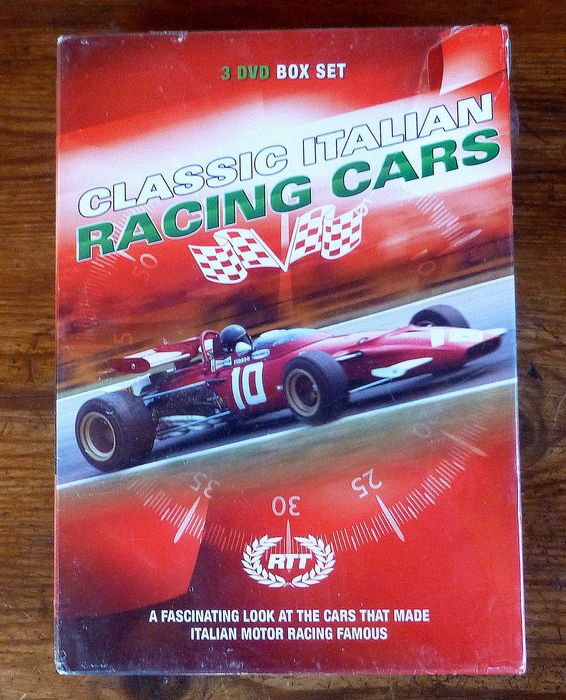 3 DVD BOX SET
CLASSIC ITALIAN
RACING CARS
10
35
30
25
RTT
A FASCINATING LOOK AT THE CARS THAT MADE
ITALIAN MOTOR RACING FAMOUS